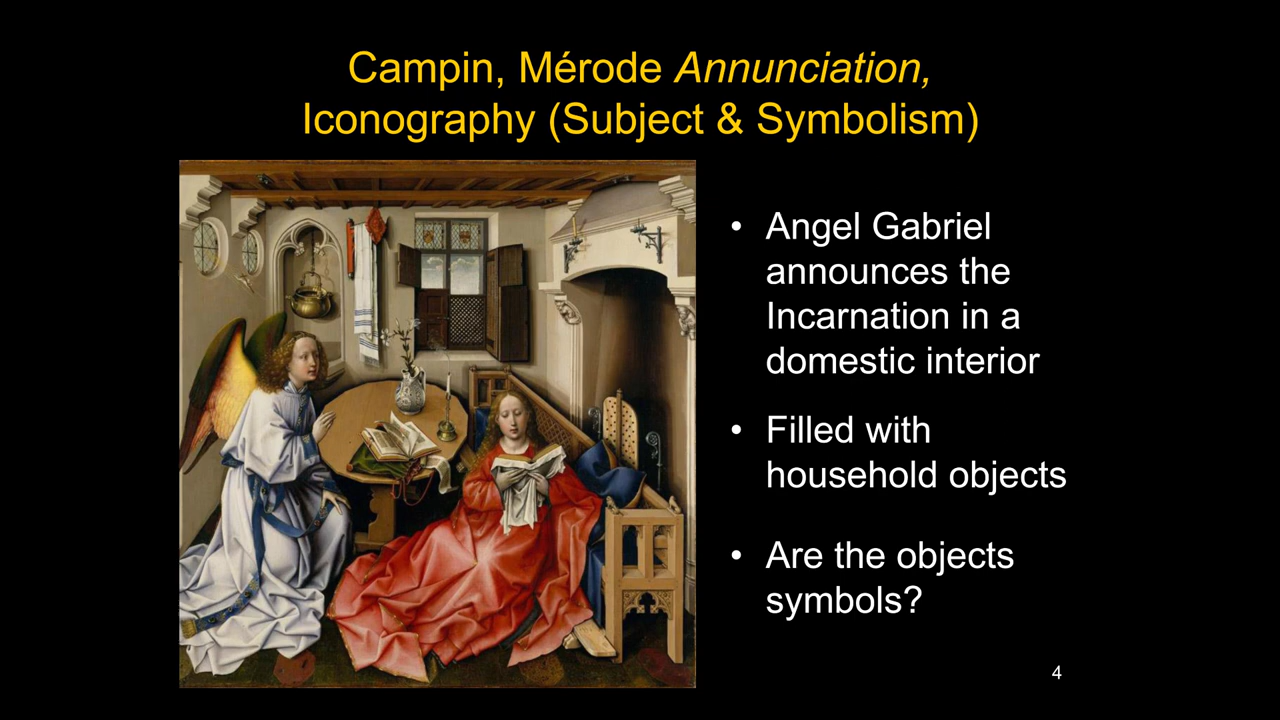 Campin, Mérode Annunciation,
Iconography (Subject & Symbolism)
• Angel Gabriel
announces the
Incarnation in a
domestic interior
• Filled with
household objects
• Are the objects
symbols?
4